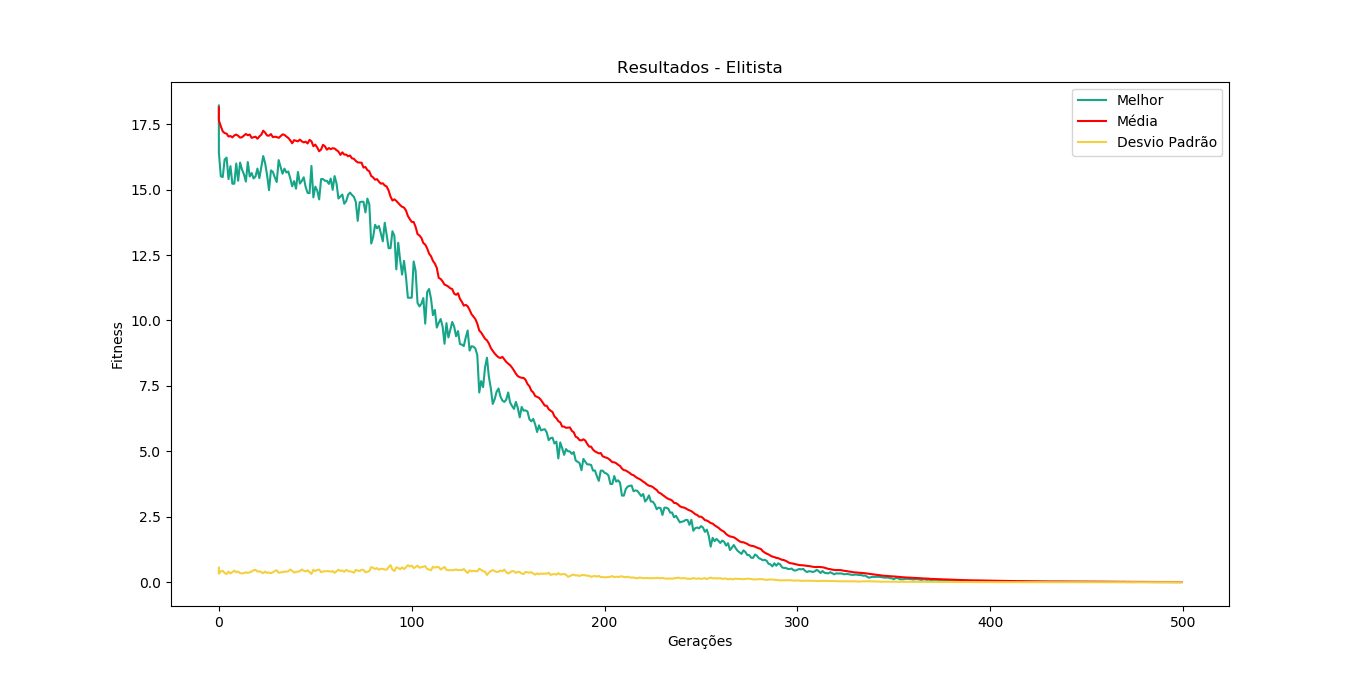 Resultados - Elitista
Melhor
Média
Desvio Padrão
Fitness
17.5
15.0
12.5
10.0
7.5
5.0
2.5
0.0
0
100
200
300
400
500
Gerações